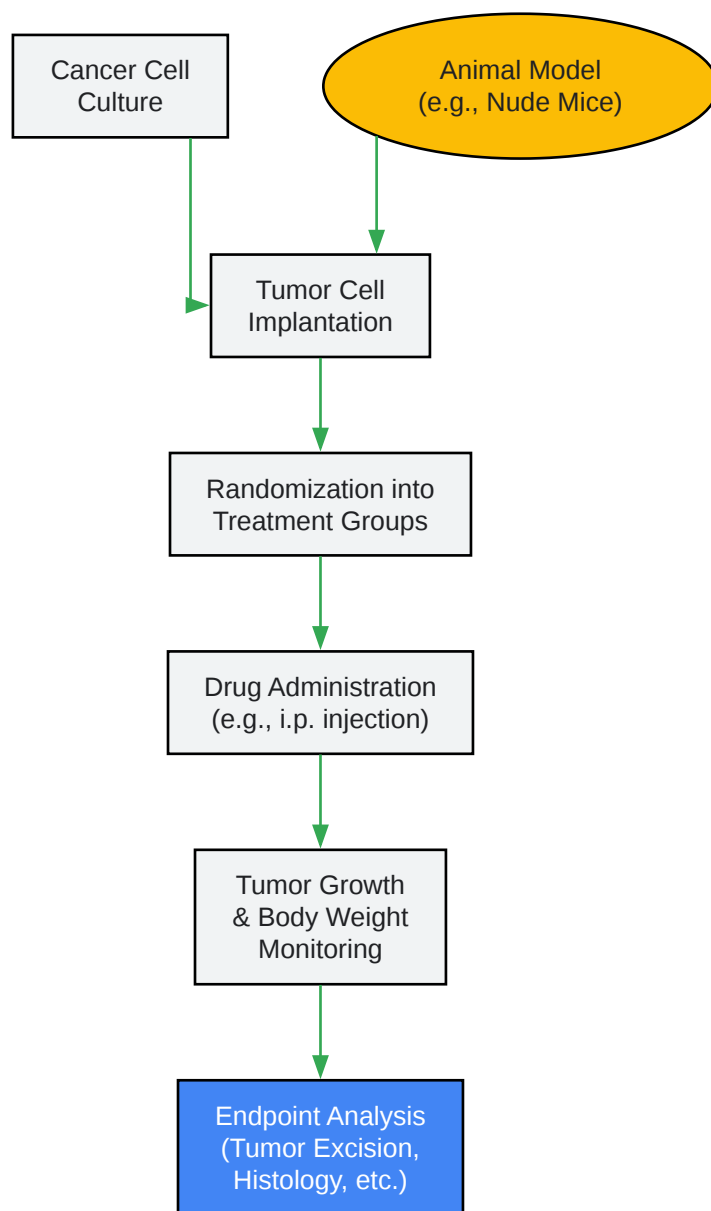 Cancer Cell
Culture
Animal Model
(e.g., Nude Mice)
Tumor Cell
Implantation
Randomization into
Treatment Groups
Drug Administration
(e.g., i.p. injection)
Tumor Growth
& Body Weight
Monitoring
Endpoint Analysis
(Tumor Excision,
Histology, etc.)